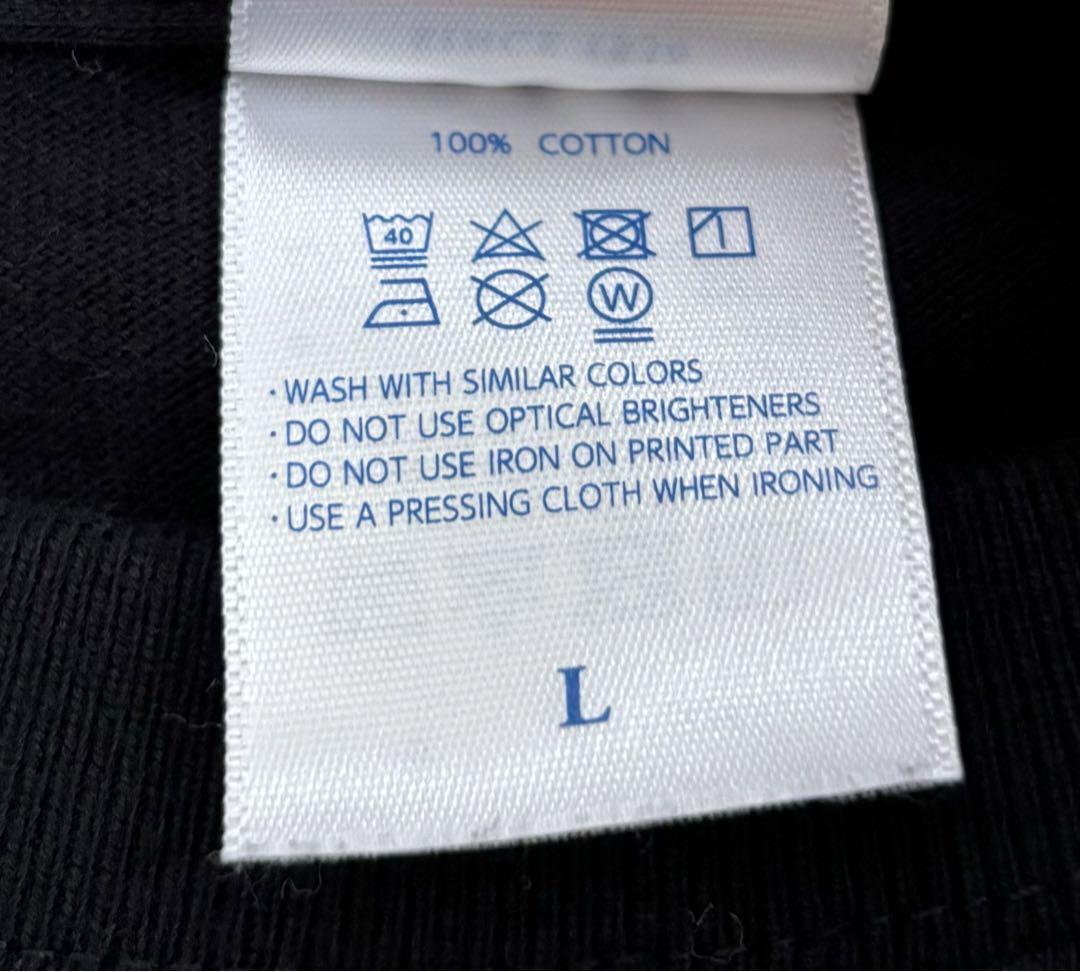 100% COTTON
40
W
· WASH WITH SIMILAR COLORS
· DO NOT USE OPTICAL BRIGHTENERS
· DO NOT USE IRON ON PRINTED PART
· USE A PRESSING CLOTH WHEN IRONING
L